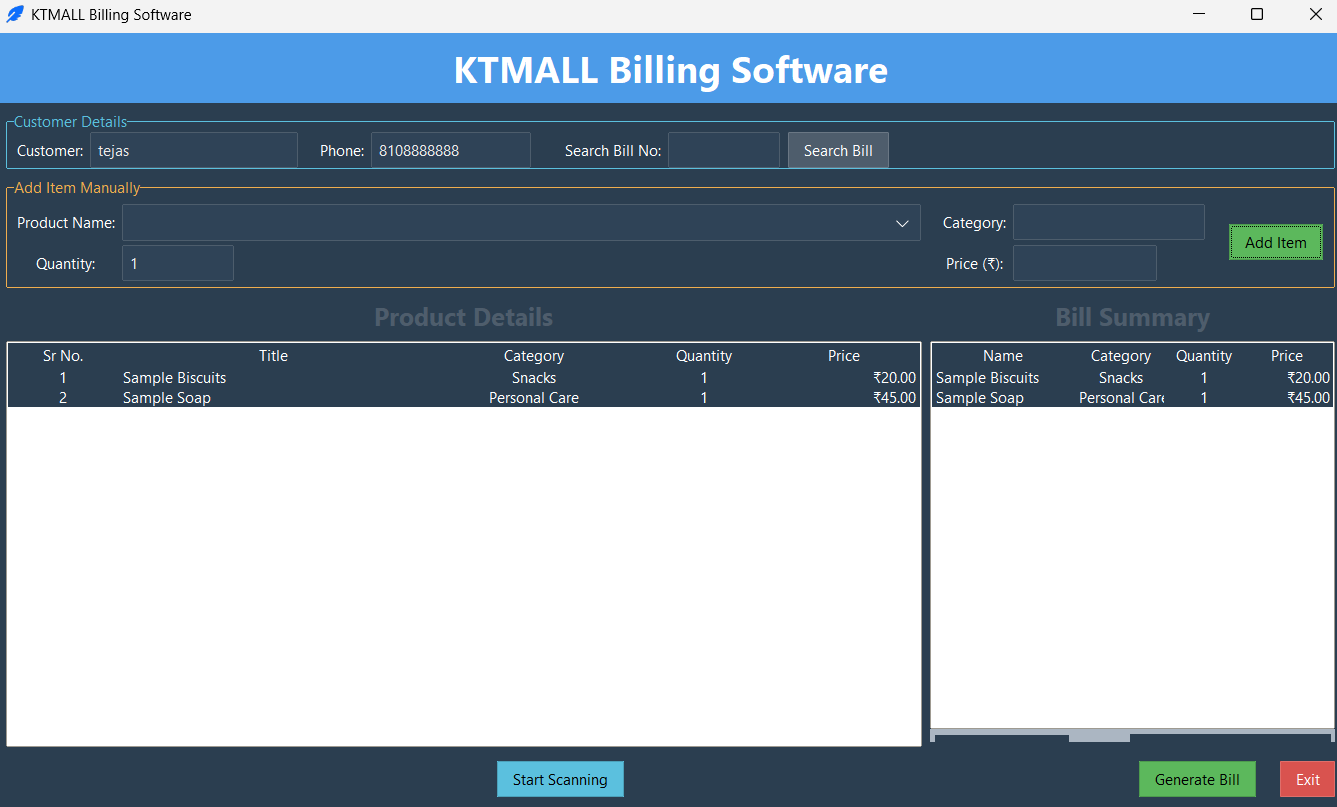 KTMALL Billing Software
KTMALL Billing Software
Customer Details
Customer: tejas Phone: 8108888888 Search Bill No: Search Bill
Add Item Manually
Product Name: Category:
Add Item
Quantity: 1 Price (₹):
Product Details Bill Summary
Sr No. Title Category Quantity Price Name Category Quantity Price
1 Sample Biscuits Snacks 1 ₹20.00 Sample Biscuits Snacks 1 ₹20.00
2 Sample Soap Personal Care 1 ₹45.00 Sample Soap Personal Care 1 ₹45.00
Start Scanning Generate Bill Exit